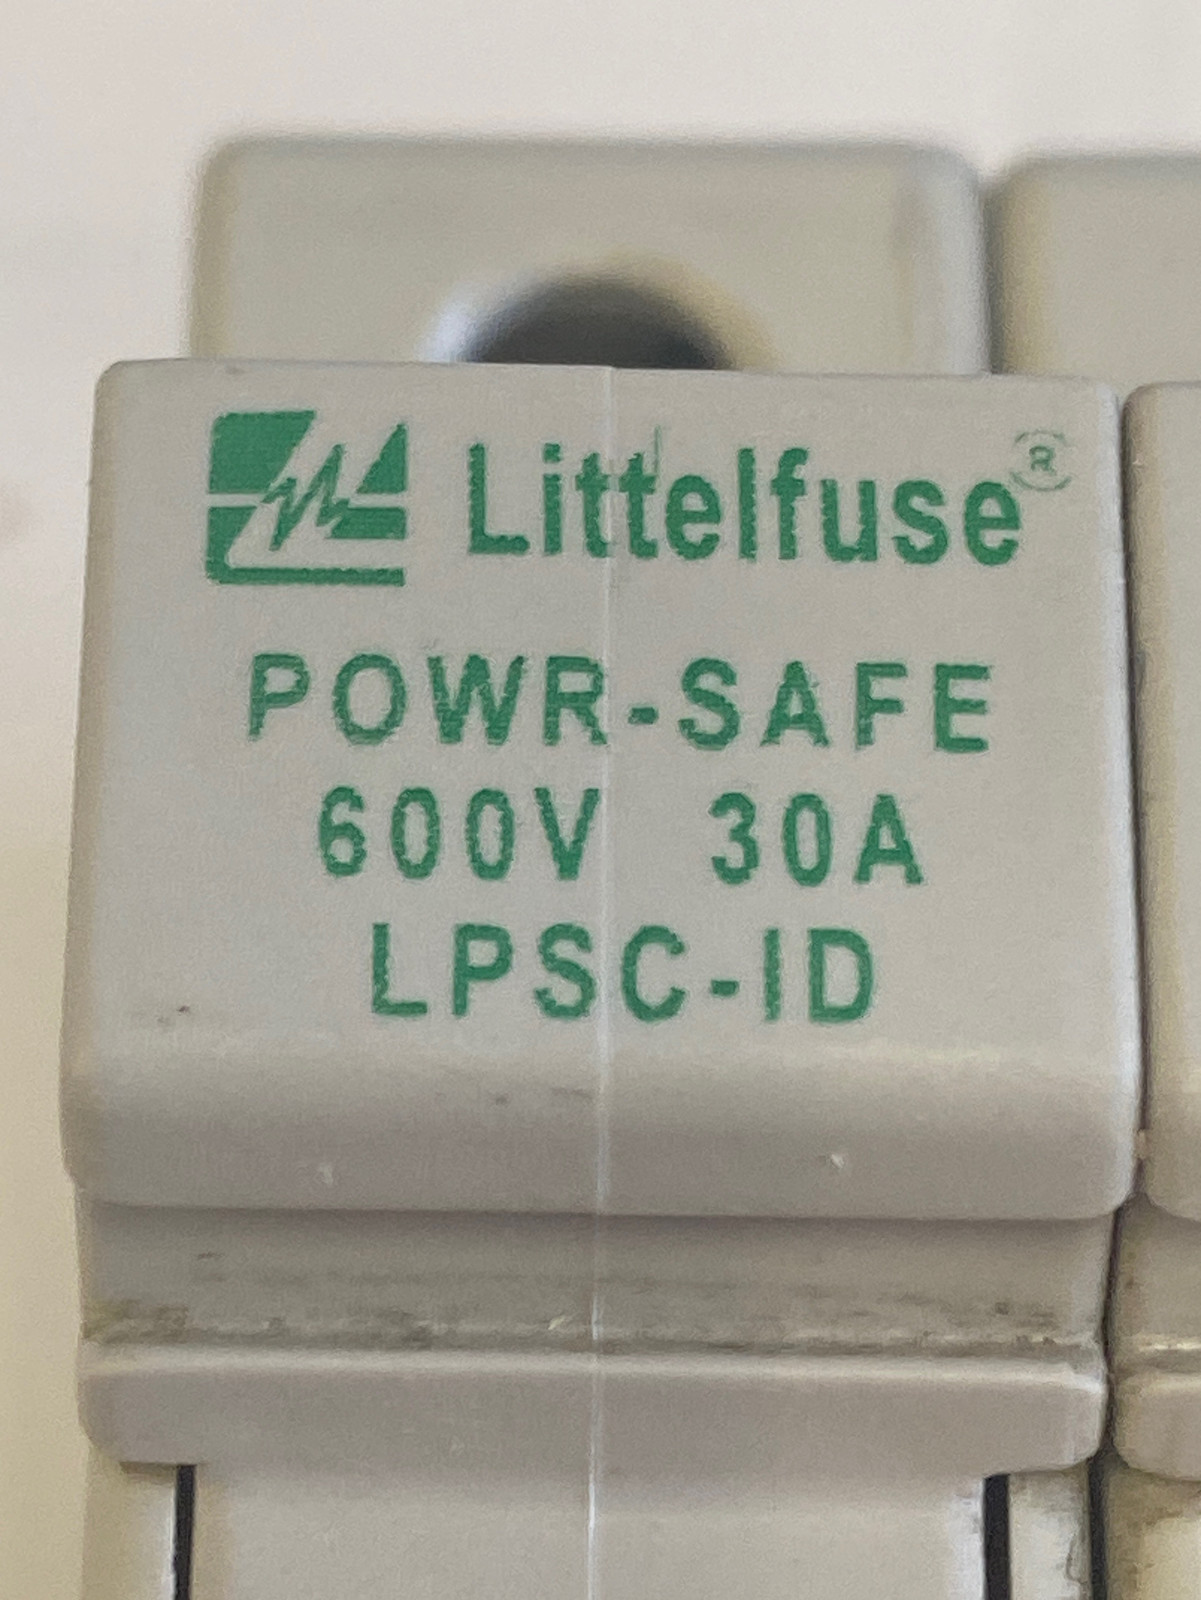 Littelfuse®
POWR-SAFE
600V 30A
LPSC-ID